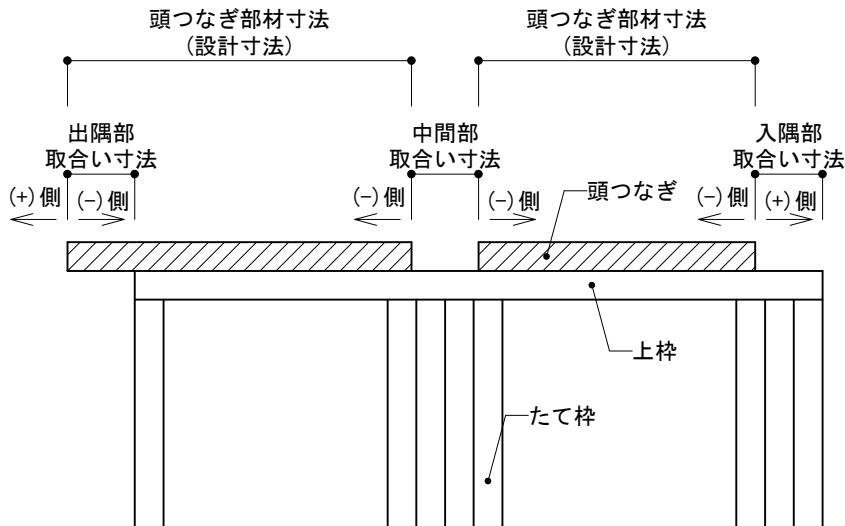 頭つなぎ部材寸法
(設計寸法)
頭つなぎ部材寸法
(設計寸法)
出隅部
取合い寸法
中間部
取合い寸法
入隅部
取合い寸法
(+)側
(-)側
(-)側
(-)側
(-)側
(+)側
頭つなぎ
上枠
たて枠